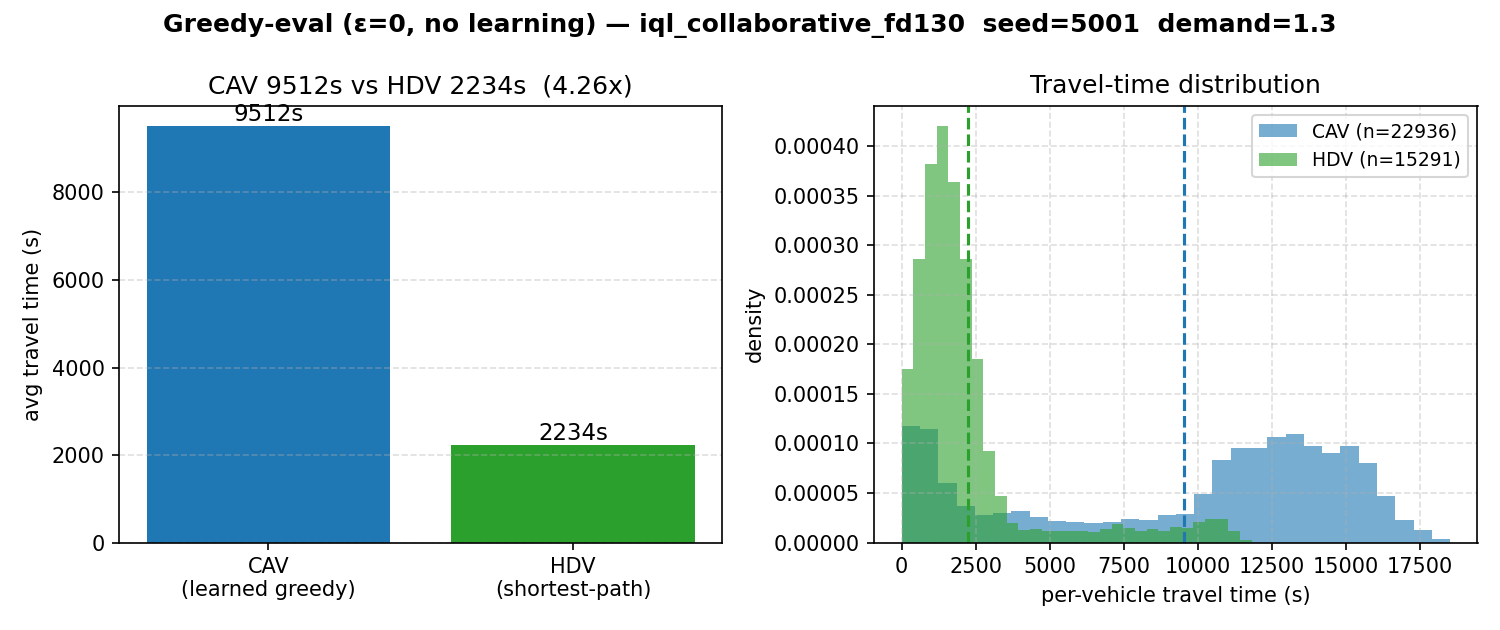 Greedy-eval (ε=0, no learning) — iql_collaborative_fd130  seed=5001  demand=1.3
CAV 9512s vs HDV 2234s  (4.26x)
9512s
2234s
avg travel time (s)
8000
6000
4000
2000
0
CAV
(learned greedy)
HDV
(shortest-path)
Travel-time distribution
CAV (n=22936)
HDV (n=15291)
density
0.00040
0.00035
0.00030
0.00025
0.00020
0.00015
0.00010
0.00005
0.00000
0 2500 5000 7500 10000 12500 15000 17500
per-vehicle travel time (s)